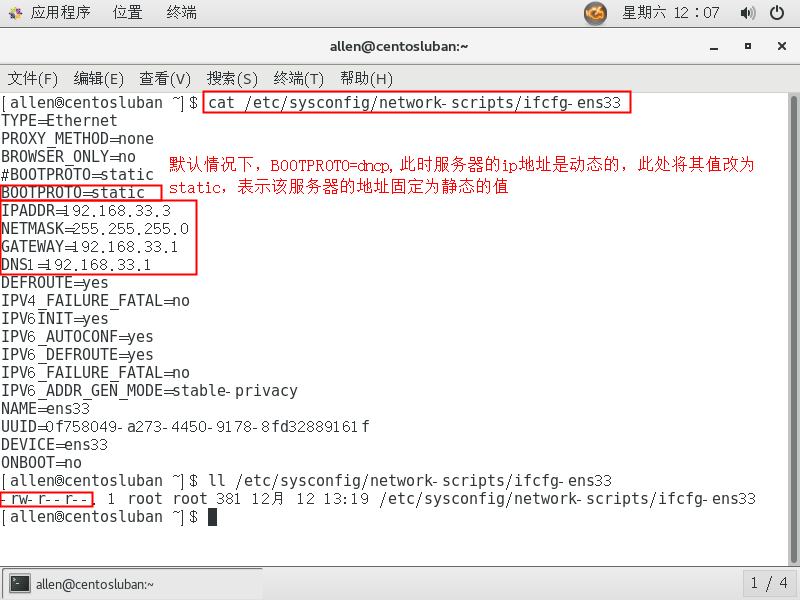 应用程序 位置 终端 星期六 12：07
allen@centosluban:~
文件(F) 编辑(E) 查看(V) 搜索(S) 终端(T) 帮助(H)
[allen@centosluban ~]$ cat /etc/sysconfig/network-scripts/ifcfg-ens33
TYPE=Ethernet
PROXY_METHOD=none
BROWSER_ONLY=no
#BOOTPROTO=static
BOOTPROTO=static
默认情况下，BOOTPROTO=dncp,此时服务器的ip地址是动态的，此处将其值改为
static，表示该服务器的地址固定为静态的值
IPADDR=192.168.33.3
NETMASK=255.255.255.0
GATEWAY=192.168.33.1
DNS1=192.168.33.1
DEFROUTE=yes
IPV4_FAILURE_FATAL=no
IPV6INIT=yes
IPV6_AUTOCONF=yes
IPV6_DEFROUTE=yes
IPV6_FAILURE_FATAL=no
IPV6_ADDR_GEN_MODE=stable-privacy
NAME=ens33
UUID=0f758049-a273-4450-9178-8fd32889161f
DEVICE=ens33
ONBOOT=no
[allen@centosluban ~]$ ll /etc/sysconfig/network-scripts/ifcfg-ens33
-rw-r--r--. 1 root root 381 12月 12 13:19 /etc/sysconfig/network-scripts/ifcfg-ens33
[allen@centosluban ~]$
allen@centosluban:~ 1 / 4